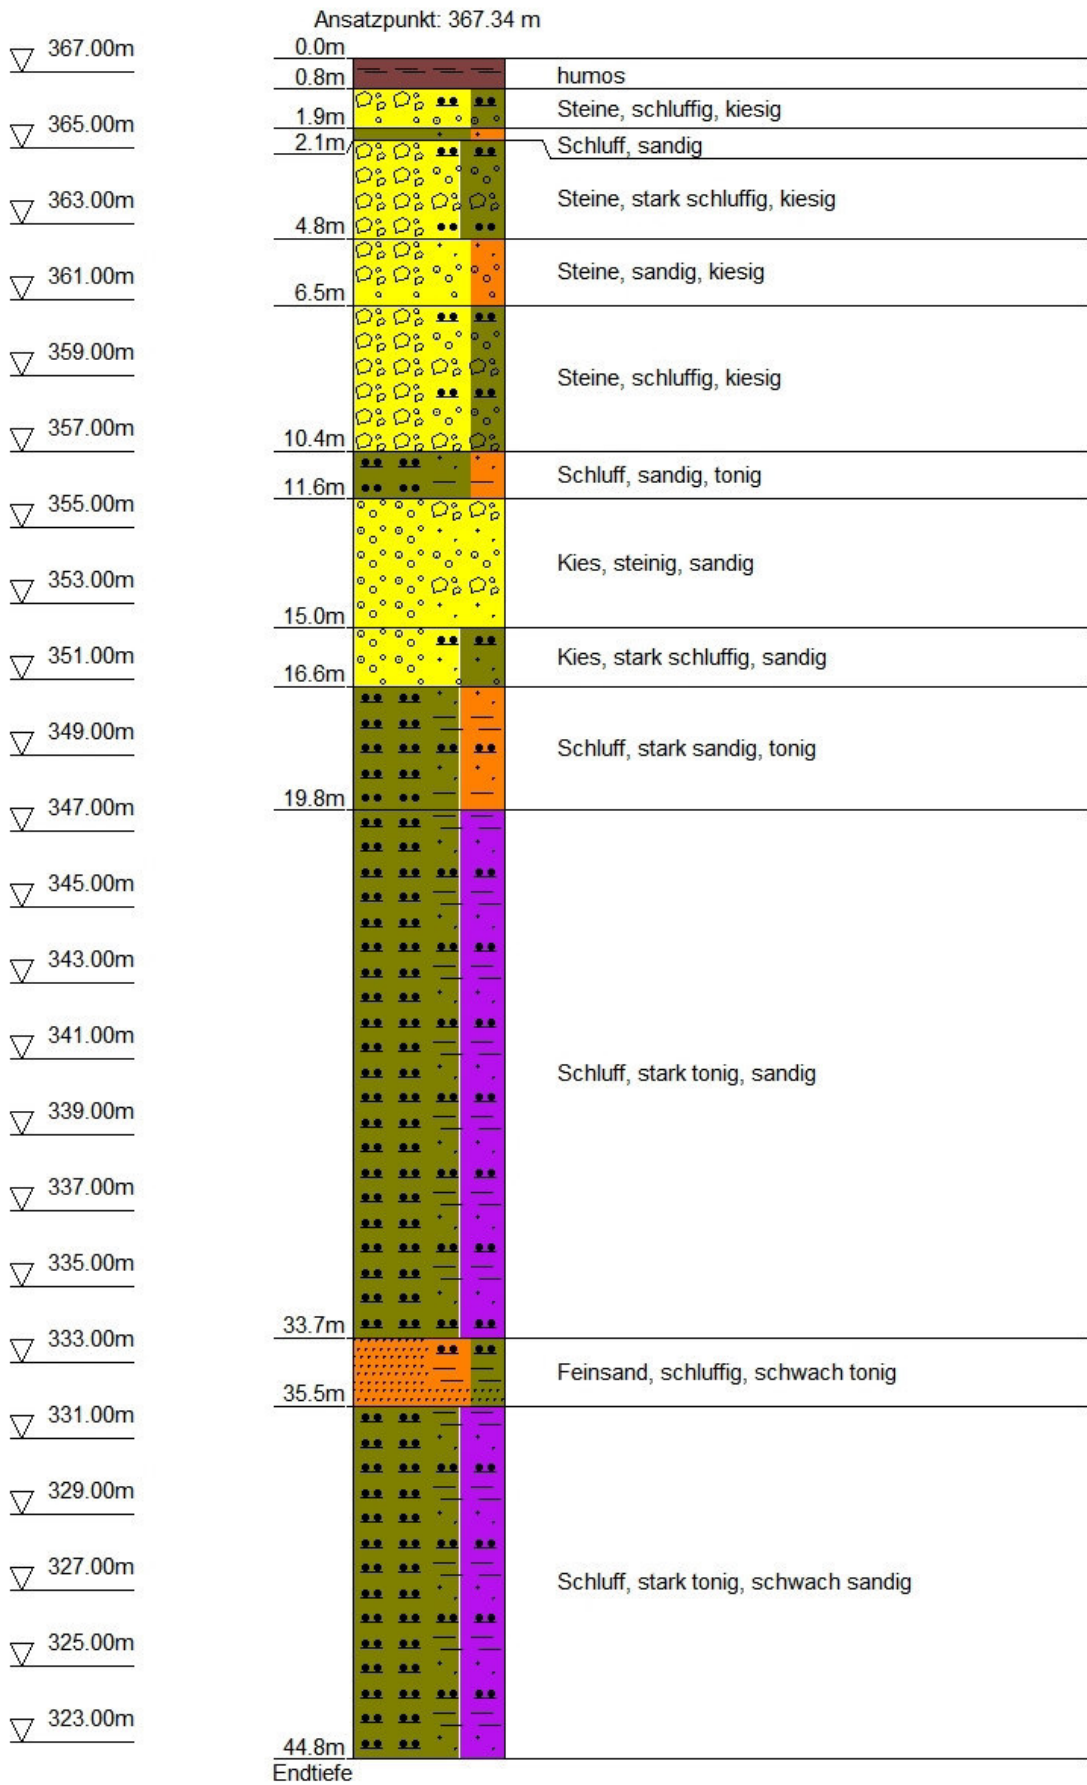 Ansatzpunkt: 367.34 m
367.00m
0.0m
0.8m
humos
Steine, schluffig, kiesig
1.9m
365.00m
2.1m
Schluff, sandig
363.00m
Steine, stark schluffig, kiesig
4.8m
361.00m
Steine, sandig, kiesig
6.5m
359.00m
Steine, schluffig, kiesig
357.00m
10.4m
Schluff, sandig, tonig
11.6m
355.00m
Kies, steinig, sandig
353.00m
15.0m
351.00m
Kies, stark schluffig, sandig
16.6m
349.00m
Schluff, stark sandig, tonig
19.8m
347.00m
345.00m
343.00m
341.00m
Schluff, stark tonig, sandig
339.00m
337.00m
335.00m
33.7m
333.00m
Feinsand, schluffig, schwach tonig
35.5m
331.00m
329.00m
327.00m
Schluff, stark tonig, schwach sandig
325.00m
323.00m
44.8m
Endtiefe